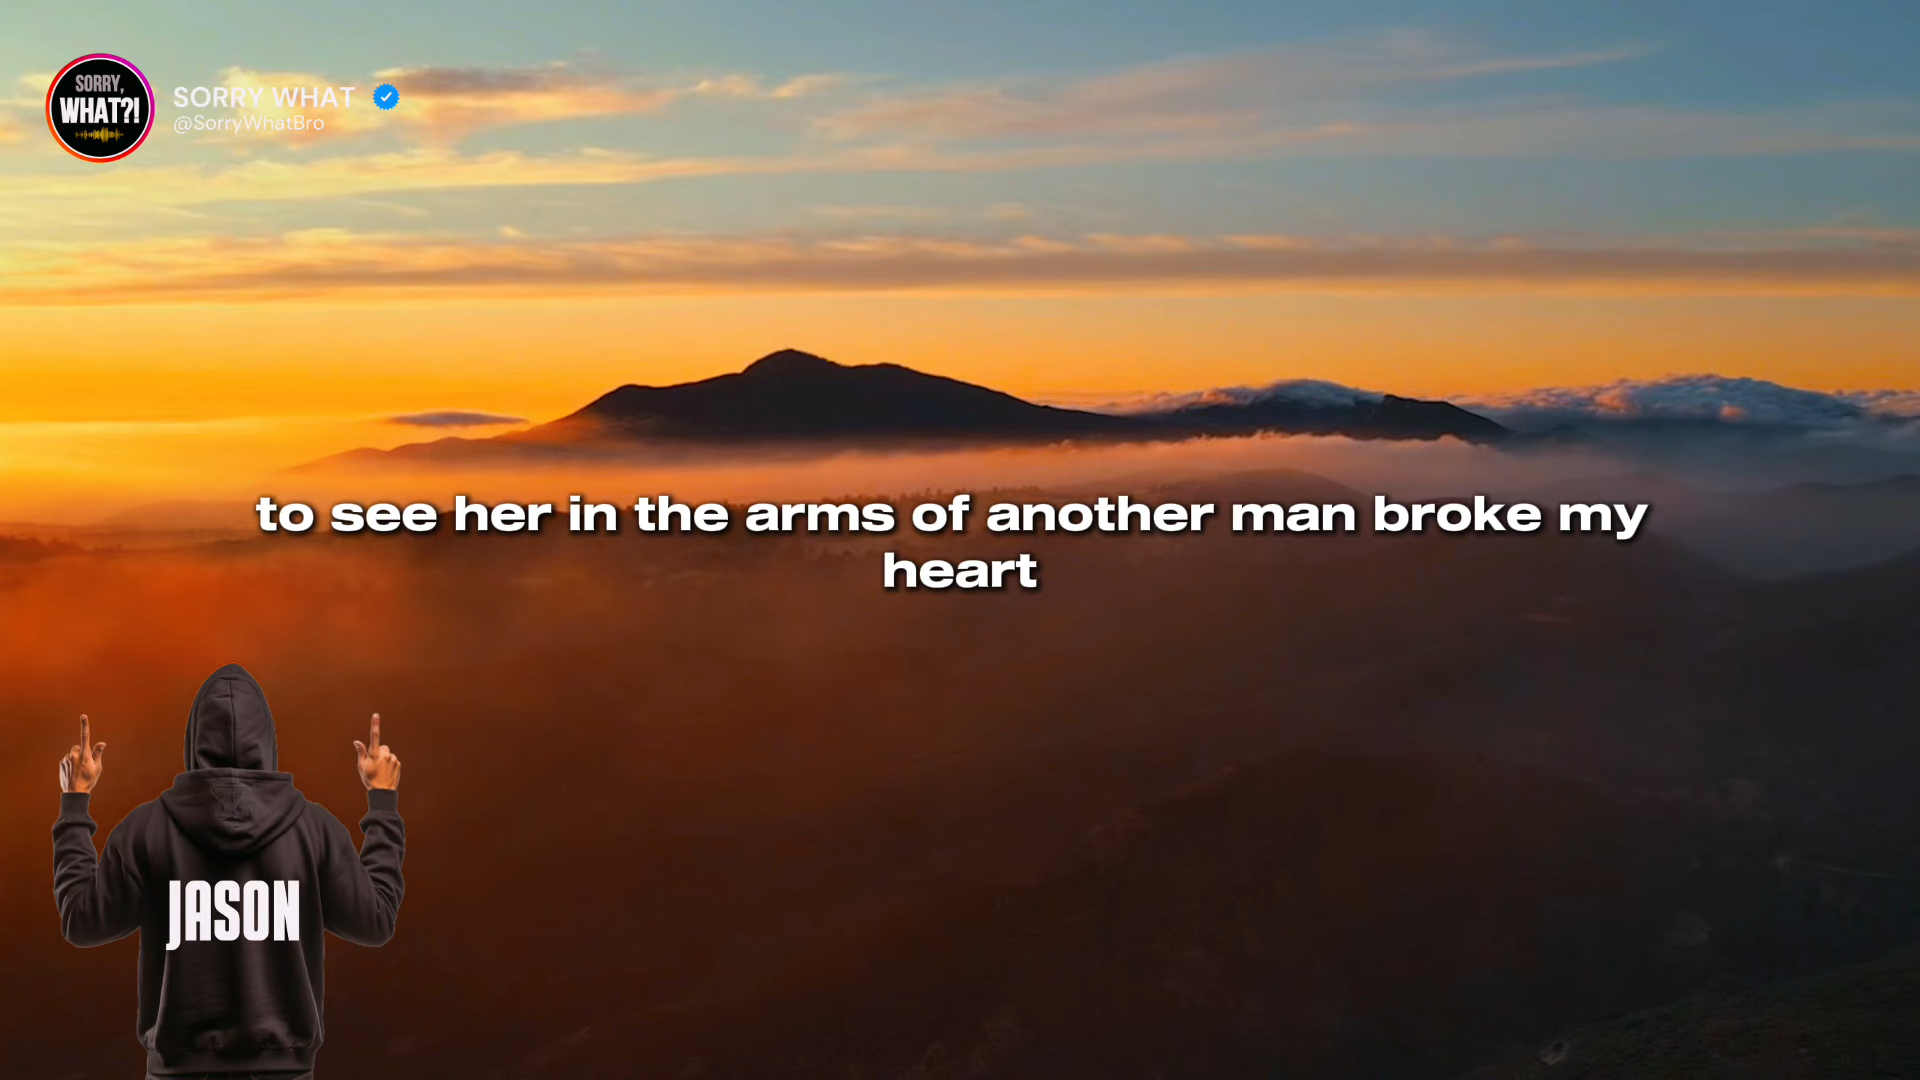 SORRY,
WHAT?!
SORRY WHAT
@SorryWhatBro
to see her in the arms of another man broke my
heart
JASON